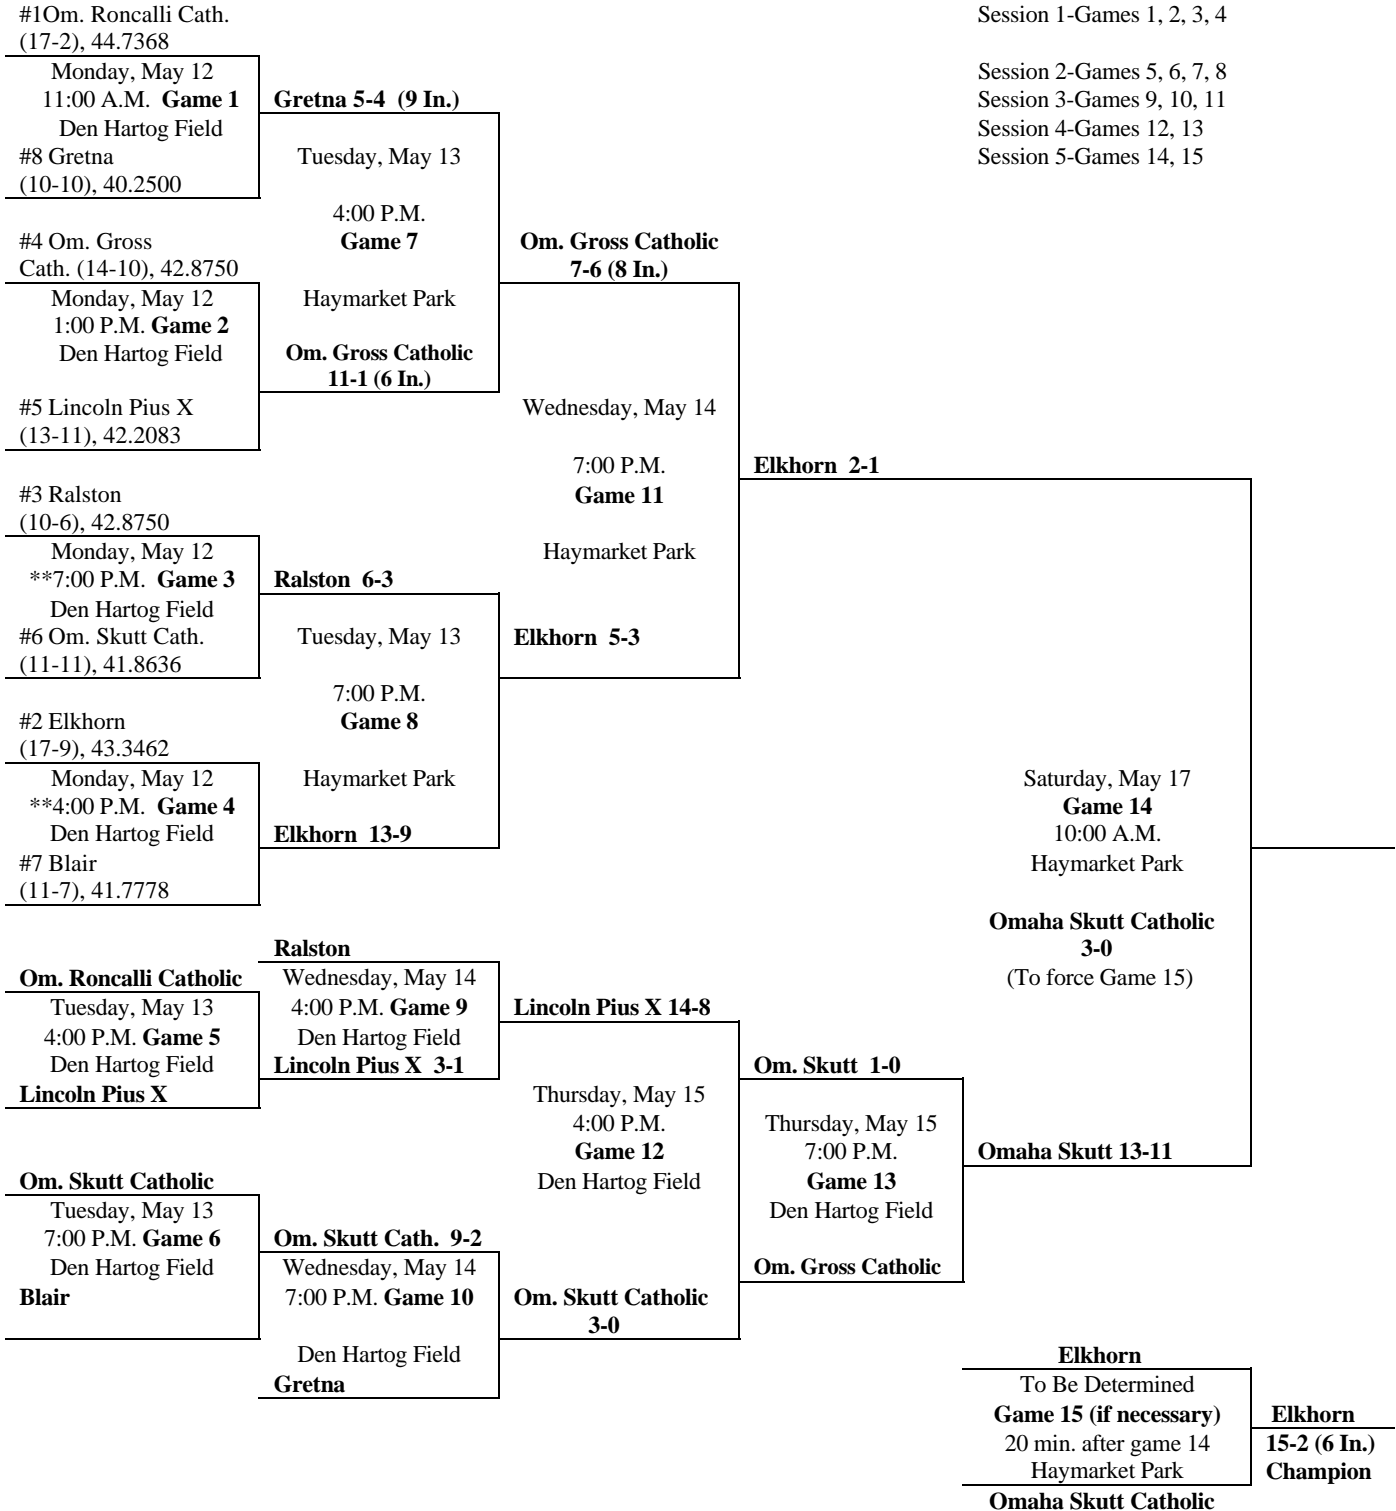 #1Om. Roncalli Cath.
(17-2), 44.7368
Monday, May 12
11:00 A.M. Game 1
Den Hartog Field
#8 Gretna
(10-10), 40.2500
#4 Om. Gross
Cath. (14-10), 42.8750
Monday, May 12
1:00 P.M. Game 2
Den Hartog Field
#5 Lincoln Pius X
(13-11), 42.2083
#3 Ralston
(10-6), 42.8750
Monday, May 12
**7:00 P.M. Game 3
Den Hartog Field
#6 Om. Skutt Cath.
(11-11), 41.8636
#2 Elkhorn
(17-9), 43.3462
Monday, May 12
**4:00 P.M. Game 4
Den Hartog Field
#7 Blair
(11-7), 41.7778
Om. Roncalli Catholic
Tuesday, May 13
4:00 P.M. Game 5
Den Hartog Field
Lincoln Pius X
Om. Skutt Catholic
Tuesday, May 13
7:00 P.M. Game 6
Den Hartog Field
Blair
Gretna 5-4 (9 In.)
Tuesday, May 13
4:00 P.M.
Game 7
Haymarket Park
Om. Gross Catholic
11-1 (6 In.)
Ralston 6-3
Tuesday, May 13
7:00 P.M.
Game 8
Haymarket Park
Elkhorn 13-9
Ralston
Wednesday, May 14
4:00 P.M. Game 9
Den Hartog Field
Lincoln Pius X 3-1
Om. Skutt Cath. 9-2
Wednesday, May 14
7:00 P.M. Game 10
Den Hartog Field
Gretna
Om. Gross Catholic
7-6 (8 In.)
Wednesday, May 14
7:00 P.M.
Game 11
Haymarket Park
Elkhorn 5-3
Lincoln Pius X 14-8
Thursday, May 15
4:00 P.M.
Game 12
Den Hartog Field
Om. Skutt Catholic
3-0
Elkhorn 2-1
Om. Skutt 1-0
Thursday, May 15
7:00 P.M.
Game 13
Den Hartog Field
Om. Gross Catholic
Session 1-Games 1, 2, 3, 4
Session 2-Games 5, 6, 7, 8
Session 3-Games 9, 10, 11
Session 4-Games 12, 13
Session 5-Games 14, 15
Saturday, May 17
Game 14
10:00 A.M.
Haymarket Park
Omaha Skutt Catholic
3-0
(To force Game 15)
Omaha Skutt 13-11
Elkhorn
To Be Determined
Game 15 (if necessary)
20 min. after game 14
Haymarket Park
Omaha Skutt Catholic
Elkhorn
15-2 (6 In.)
Champion